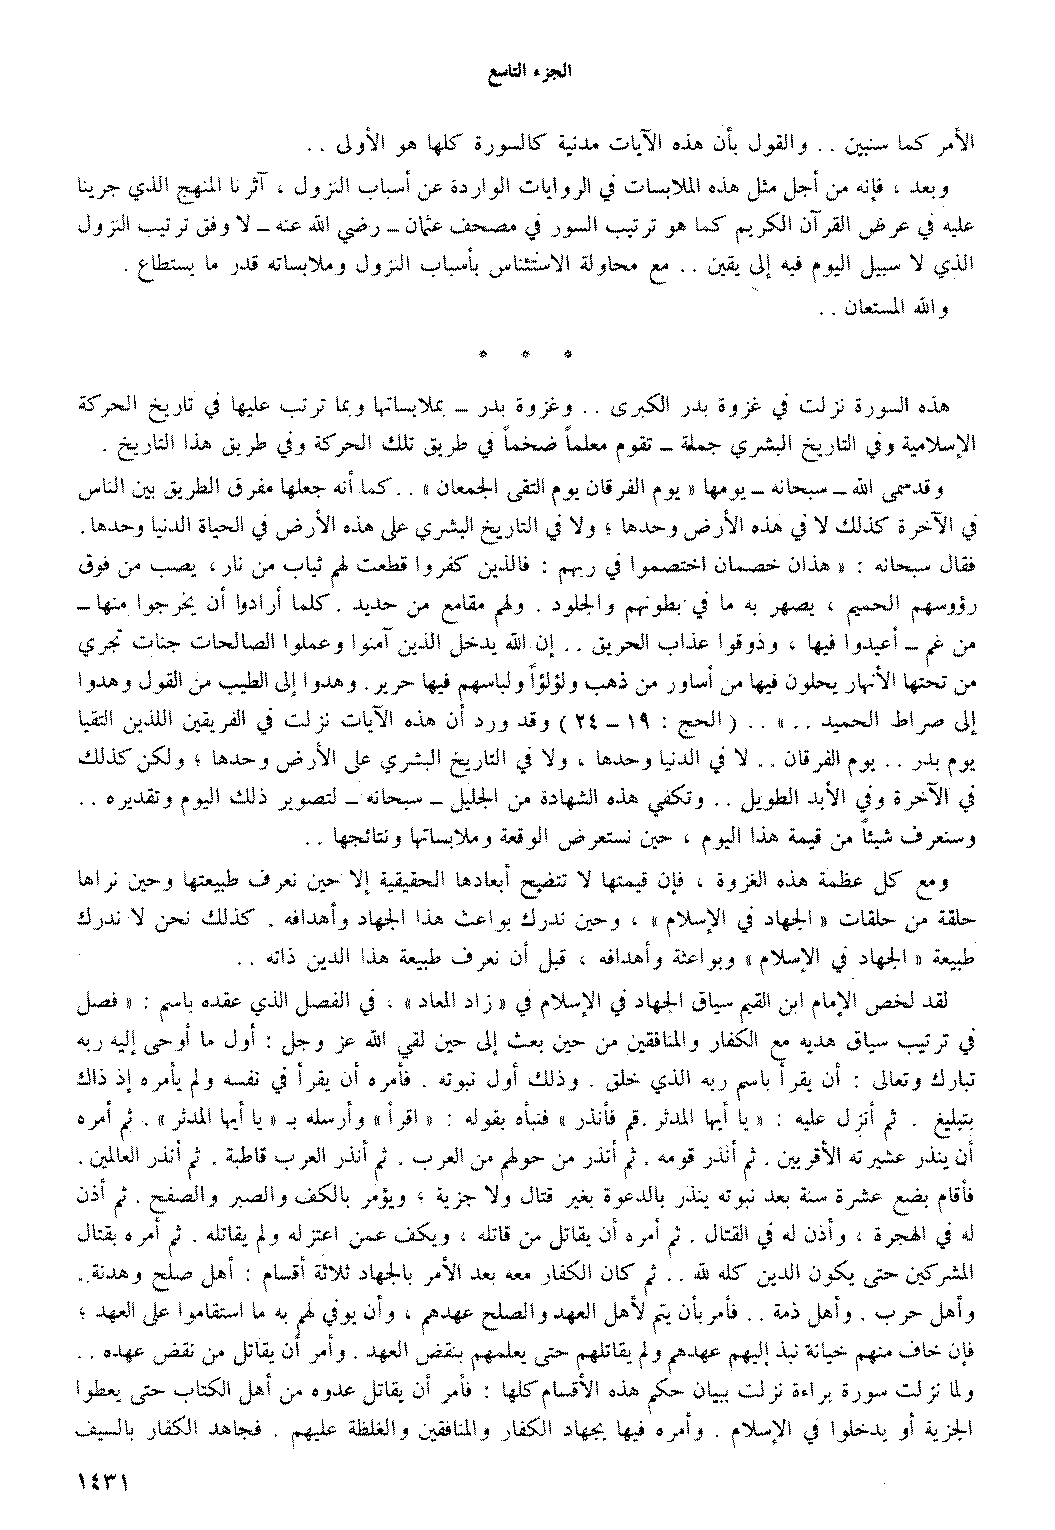 الجزء التاسع
الأمر كما سنبين .. والقول بأن هذه الآيات مدنية كالسورة كلها هو الأولى ..
وبعد ، فإنه من أجل مثل هذه الملابسات في الروايات الواردة عن أسباب النزول ، آثرنا المنهج الذي جرينا
عليه في عرض القرآن الكريم كما هو ترتيب السور في مصحف عثمان – رضي الله عنه – لا وفق ترتيب النزول
الذي لا سبيل اليوم فيه إلى يقين .. مع محاولة الاستئناس بأسباب النزول وملابساته قدر ما يستطاع .
والله المستعان ..
* * *
هذه السورة نزلت في غزوة بدر الكبرى .. وغزوة بدر – بملابساتها وبما ترتب عليها في تاريخ الحركة
الإسلامية وفي التاريخ البشري جملة – تقوم معلماً ضخماً في طريق تلك الحركة وفي طريق هذا التاريخ .
وقد سمى الله – سبحانه – يومها « يوم الفرقان يوم التقى الجمعان » .. كما أنه جعلها مفرق الطريق بين الناس
في الآخرة كذلك لا في هذه الأرض وحدها ؛ ولا في التاريخ البشري على هذه الأرض في الحياة الدنيا وحدها .
فقال سبحانه : « هذان خصمان اختصموا في ربهم : فالذين كفروا قطعت لهم ثياب من نار ، يصب من فوق
رؤوسهم الحميم ، يصهر به ما في بطونهم والجلود . ولهم مقامع من حديد . كلما أرادوا أن يخرجوا منها –
من غم – أعيدوا فيها ، وذوقوا عذاب الحريق .. إن الله يدخل الذين آمنوا وعملوا الصالحات جنات تجري
من تحتها الأنهار يحلون فيها من أساور من ذهب ولؤلؤاً ولباسهم فيها حرير . وهدوا إلى الطيب من القول وهدوا
إلى صراط الحميد .. » .. ( الحج : ١٩ – ٢٤ ) وقد ورد أن هذه الآيات نزلت في الفريقين اللذين التقيا
يوم بدر .. يوم الفرقان .. لا في الدنيا وحدها ، ولا في التاريخ البشري على الأرض وحدها ؛ ولكن كذلك
في الآخرة وفي الأبد الطويل .. وتكفي هذه الشهادة من الجليل – سبحانه – لتصوير ذلك اليوم وتقديره ..
وسنعرف شيئاً من قيمة هذا اليوم ، حين نستعرض الوقعة وملابساتها ونتائجها ..
ومع كل عظمة هذه الغزوة ، فإن قيمتها لا تتضح أبعادها الحقيقية إلا حين نعرف طبيعتها وحين نراها
حلقة من حلقات « الجهاد في الإسلام » ، وحين ندرك بواعث هذا الجهاد وأهدافه . كذلك نحن لا ندرك
طبيعة « الجهاد في الإسلام » وبواعثة وأهدافه ، قبل أن نعرف طبيعة هذا الدين ذاته ..
لقد لخص الإمام ابن القيم سياق الجهاد في الإسلام في « زاد المعاد » ، في الفصل الذي عقده باسم : « فصل
في ترتيب سياق هديه مع الكفار والمنافقين من حين بعث إلى حين لقي الله عز وجل : أول ما أوحى إليه ربه
تبارك وتعالى : أن يقرأ باسم ربه الذي خلق . وذلك أول نبوته . فأمره أن يقرأ في نفسه ولم يأمره إذ ذاك
بتبليغ . ثم أنزل عليه : « يا أيها المدثر . قم فأنذر » فنبأه بقوله : « اقرأ » وأرسله بـ « يا أيها المدثر » . ثم أمره
أن ينذر عشيرته الأقربين . ثم أنذر قومه . ثم أنذر من حولهم من العرب . ثم أنذر العرب قاطبة . ثم أنذر العالمين .
فأقام بضع عشرة سنة بعد نبوته ينذر بالدعوة بغير قتال ولا جزية ؛ ويؤمر بالكف والصبر والصفح . ثم أذن
له في الهجرة ، وأذن له في القتال . ثم أمره أن يقاتل من قاتله ، ويكف عمن اعتزله ولم يقاتله . ثم أمره بقتال
المشركين حتى يكون الدين كله لله .. ثم كان الكفار معه بعد الأمر بالجهاد ثلاثة أقسام : أهل صلح وهدنة .
وأهل حرب . وأهل ذمة .. فأمر بأن يتم لأهل العهد والصلح عهدهم ، وأن يوفي لهم به ما استقاموا على العهد ؛
فإن خاف منهم خيانة نبذ إليهم عهدهم ولم يقاتلهم حتى يعلمهم بنقض العهد . وأمر أن يقاتل من نقض عهده ..
ولما نزلت سورة براءة نزلت ببيان حكم هذه الأقسام كلها : فأمر أن يقاتل عدوه من أهل الكتاب حتى يعطوا
الجزية أو يدخلوا في الإسلام . وأمره فيها بجهاد الكفار والمنافقين والغلظة عليهم . فجاهد الكفار بالسيف
١٤٣١